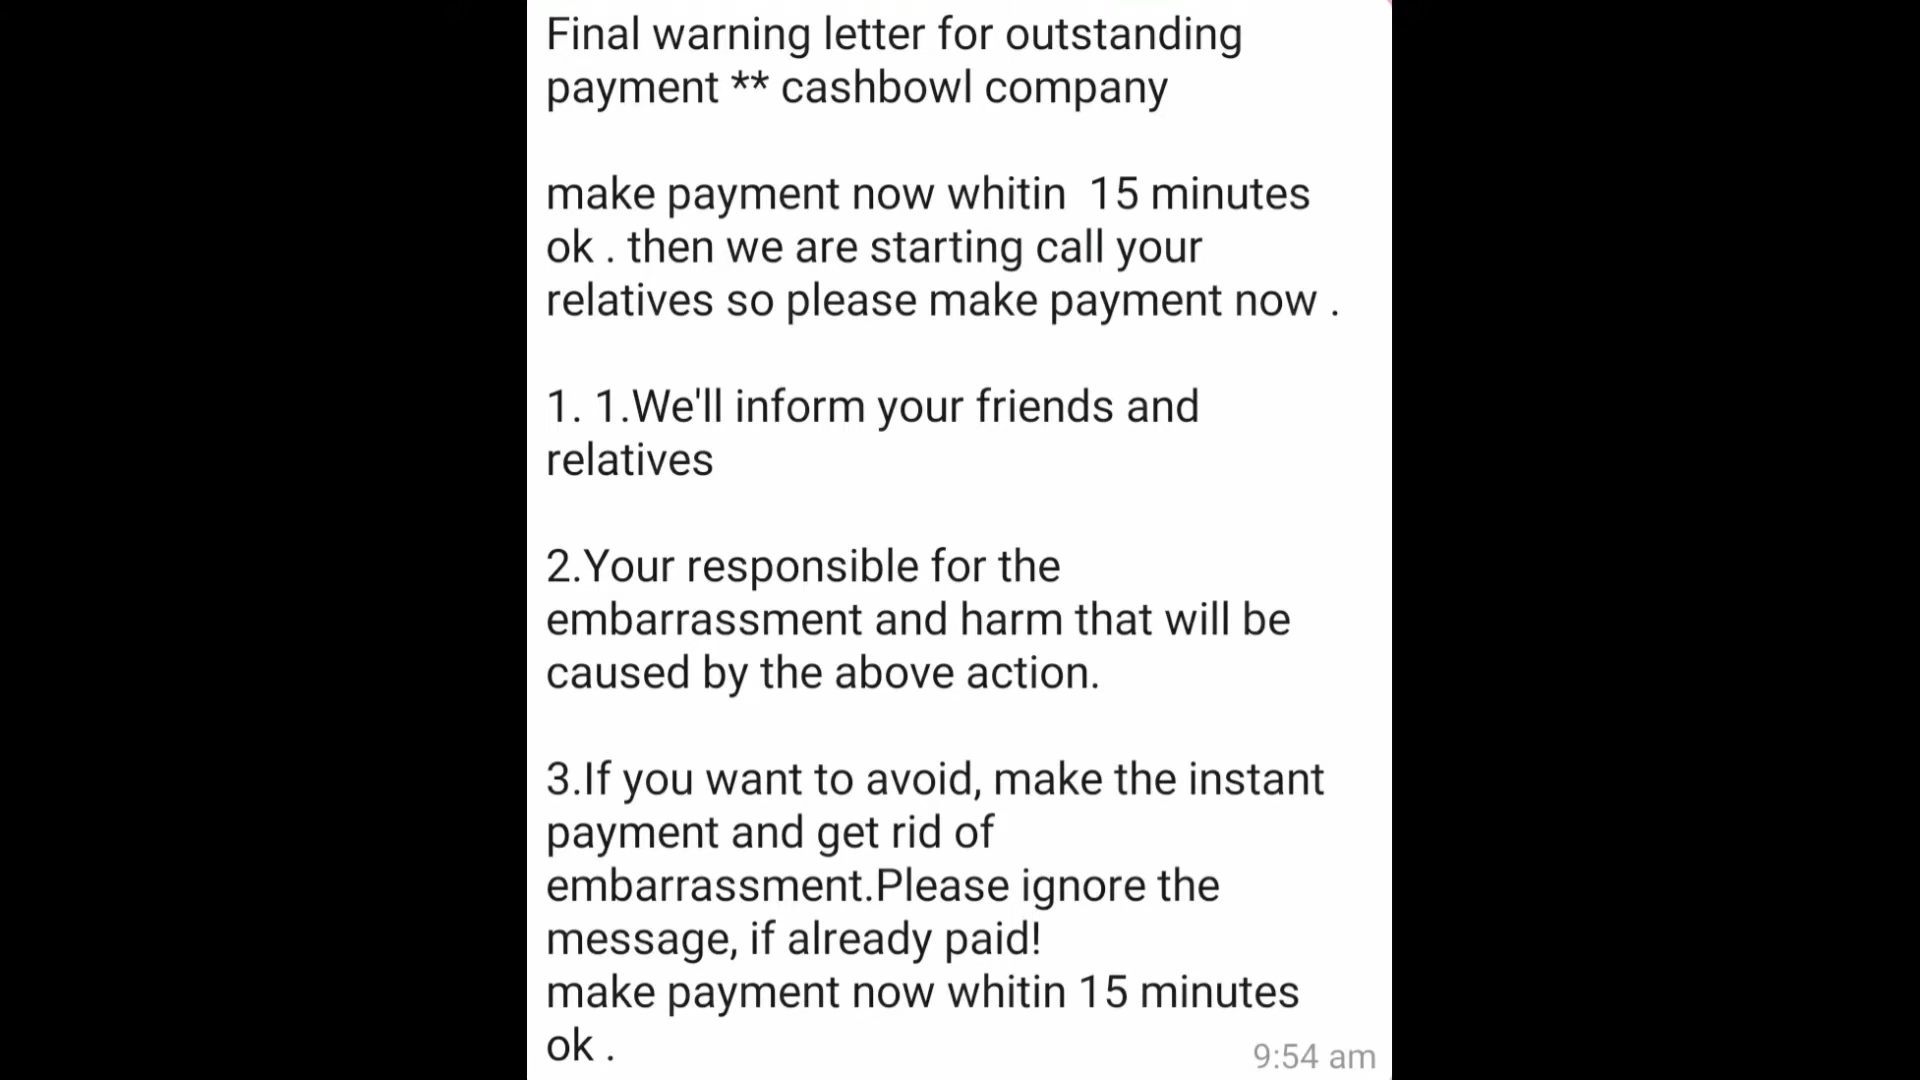 Final warning letter for outstanding
payment ** cashbowl company
make payment now whitin  15 minutes
ok . then we are starting call your
relatives so please make payment now .
1. 1.We'll inform your friends and
relatives
2.Your responsible for the
embarrassment and harm that will be
caused by the above action.
3.If you want to avoid, make the instant
payment and get rid of
embarrassment.Please ignore the
message, if already paid!
make payment now whitin 15 minutes
ok .
9:54 am